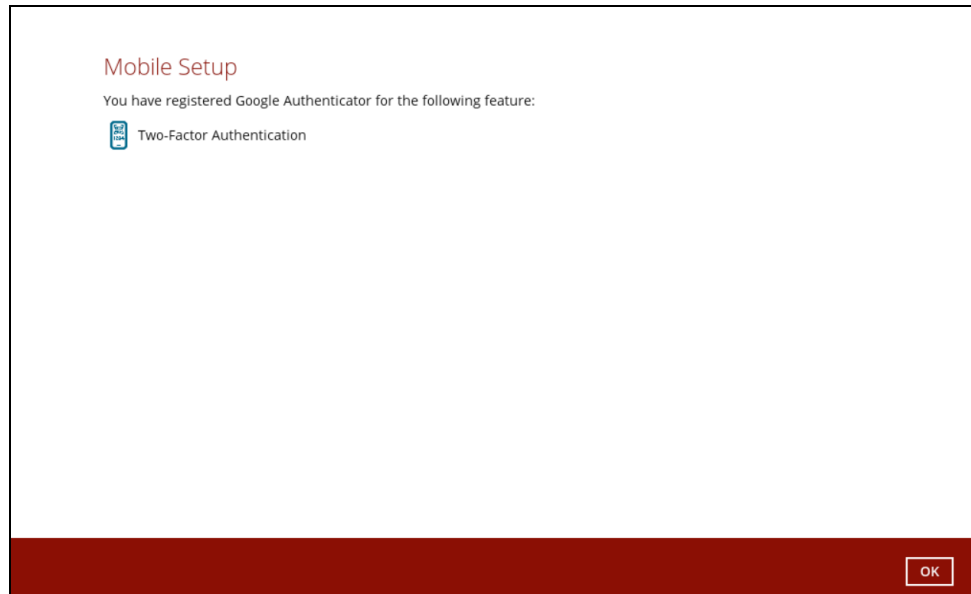 Mobile Setup
You have registered Google Authenticator for the following feature:
Two-Factor Authentication
OK